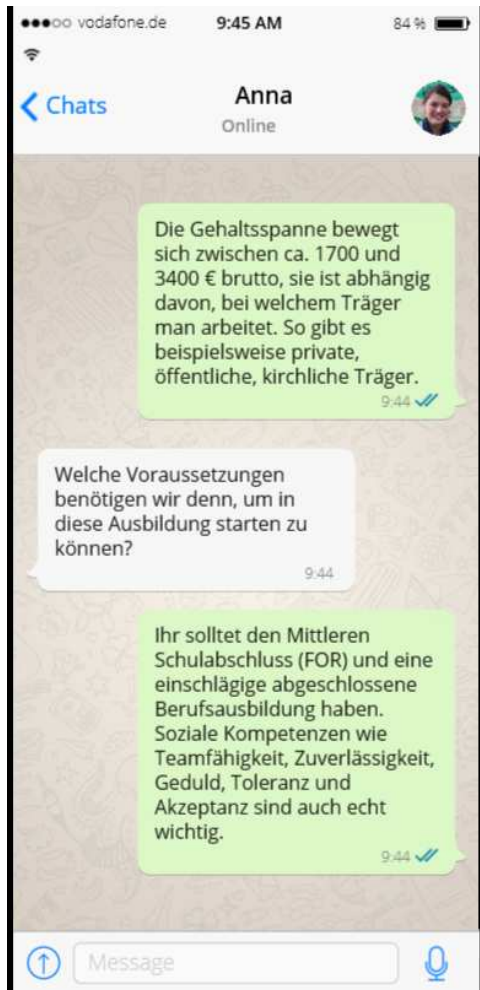 vodafone.de 9:45 AM 84 %
Chats
Anna
Online
Die Gehaltsspanne bewegt
sich zwischen ca. 1700 und
3400 € brutto, sie ist abhängig
davon, bei welchem Träger
man arbeitet. So gibt es
beispielsweise private,
öffentliche, kirchliche Träger.
9:44
Welche Voraussetzungen
benötigen wir denn, um in
diese Ausbildung starten zu
können?
9:44
Ihr solltet den Mittleren
Schulabschluss (FOR) und eine
einschlägige abgeschlossene
Berufsausbildung haben.
Soziale Kompetenzen wie
Teamfähigkeit, Zuverlässigkeit,
Geduld, Toleranz und
Akzeptanz sind auch echt
wichtig.
9:44
Message